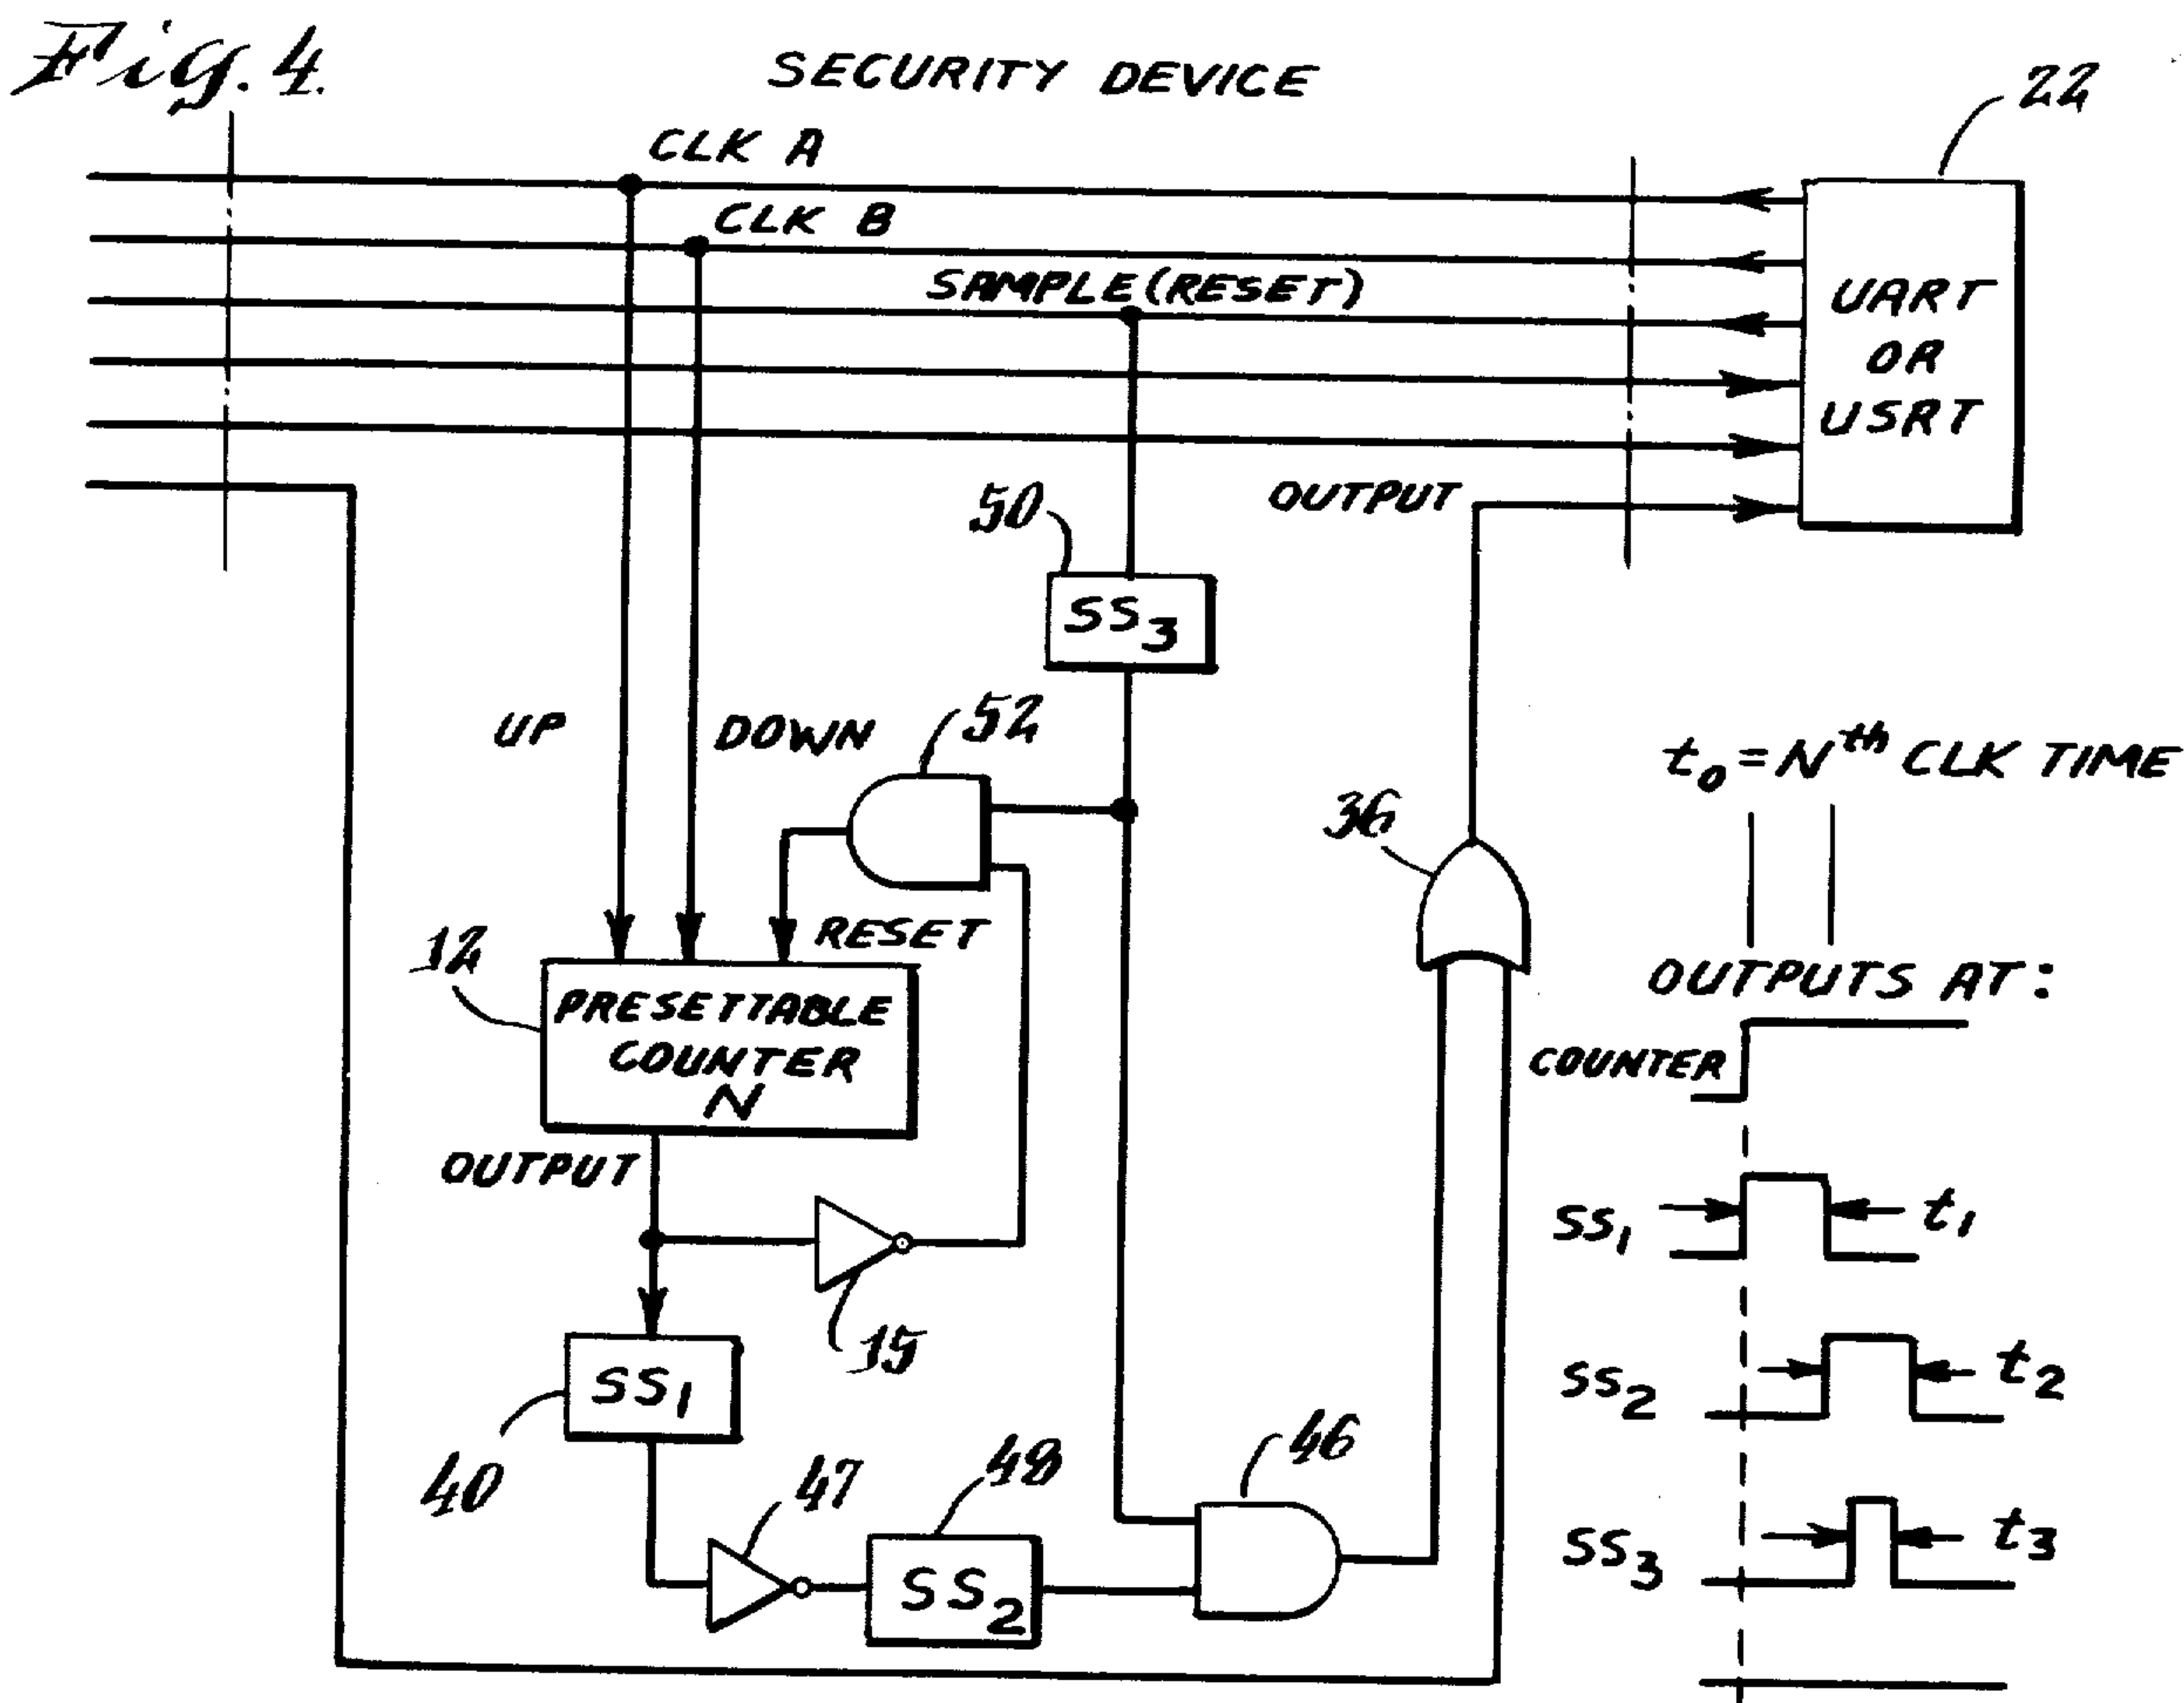 Fig. 4.
SECURITY DEVICE
22
CLK A
CLK B
SAMPLE (RESET)
UART
OR
USRT
50
OUTPUT
SS3
UP
DOWN
52
t0 = Nth CLK TIME
36
12
RESET
OUTPUTS AT:
PRESETTABLE
COUNTER
N
COUNTER
OUTPUT
SS1
t1
15
SS1
40
SS2
t2
47
48
46
SS2
SS3
t3